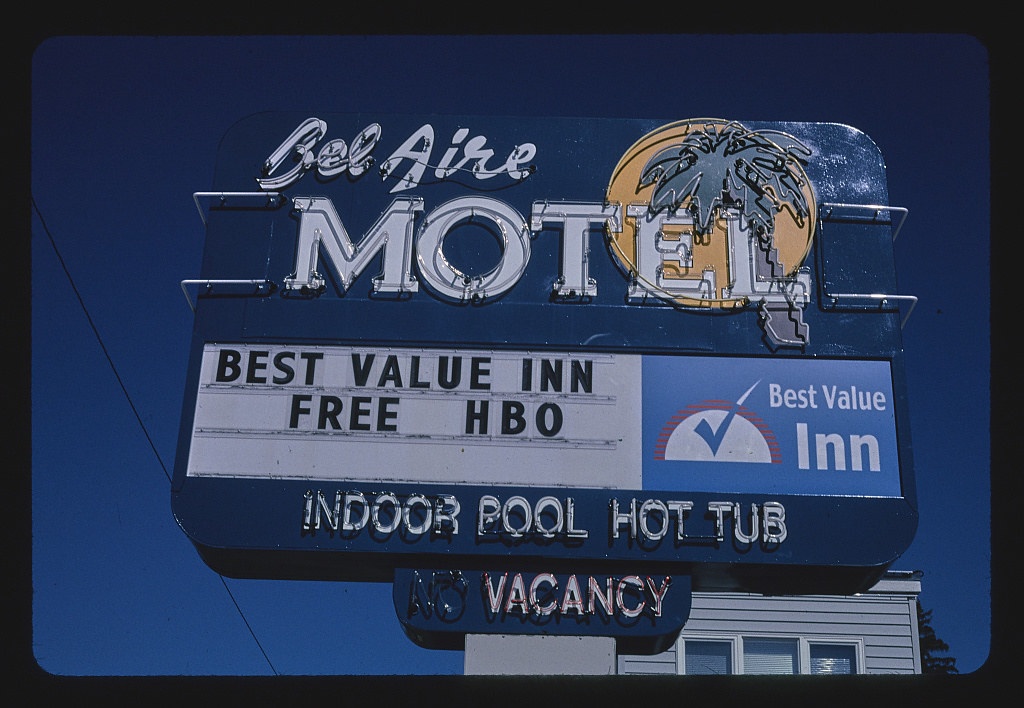 Bel Aire
MOTEL
BEST VALUE INN
FREE HBO
Best Value
Inn
INDOOR POOL HOT TUB
NO VACANCY